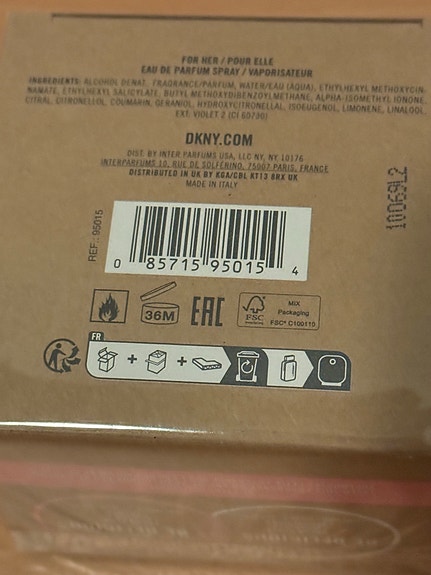 FOR HER / POUR ELLE
EAU DE PARFUM SPRAY / VAPORISATEUR
INGREDIENTS: ALCOHOL DENAT., FRAGRANCE/PARFUM, WATER/EAU (AQUA), ETHYLHEXYL METHOXYCIN-
NAMATE, ETHYLHEXYL SALICYLATE, BUTYL METHOXYDIBENZOYLMETHANE, ALPHA-ISOMETHYL IONONE,
CITRAL, CITRONELLOL, COUMARIN, GERANIOL, HYDROXYCITRONELLAL, ISOEUGENOL, LIMONENE, LINALOOL,
EXT. VIOLET 2 (CI 60730)
DKNY.COM
DIST. BY INTER PARFUMS USA, LLC NY, NY 10176
INTERPARFUMS 10, RUE DE SOLFÉRINO, 75007 PARIS, FRANCE
DISTRIBUTED IN UK BY KGA/CBL KT13 8RX UK
MADE IN ITALY
10D69L2
REF : 95015
0 85715 95015 4
36M
EAC
FSC
MIX
Packaging
FSC® C100110
FR
BE DELICIOUS